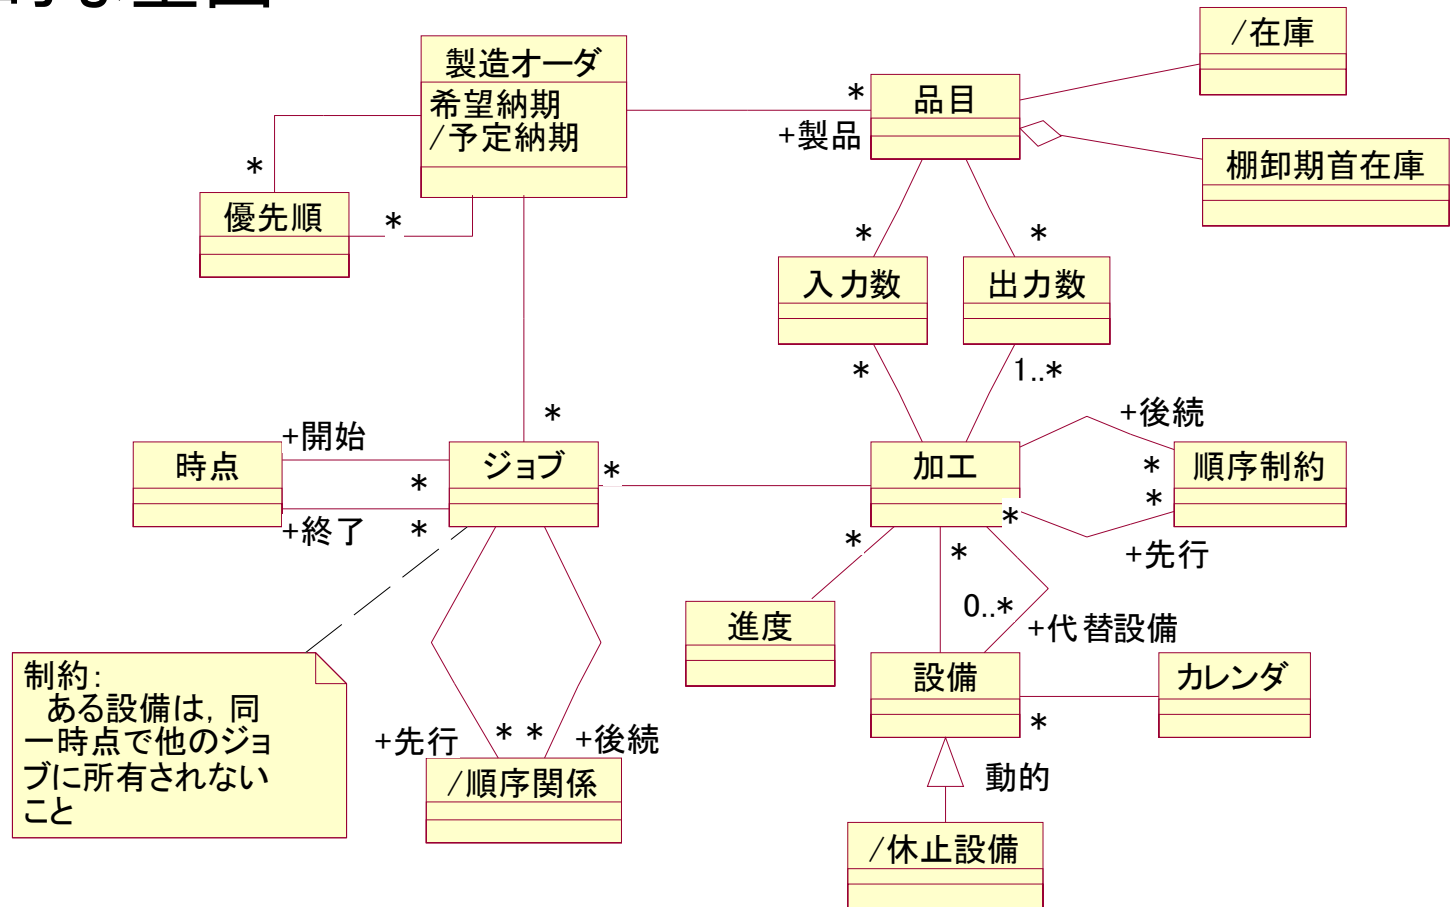 /在庫
製造オーダ
希望納期
/予定納期
*
品目
+製品
棚卸期首在庫
*
優先順
*
*
*
入力数
出力数
*
1..*
*
+開始
+後続
時点
*
ジョブ
*
加工
*
順序制約
*
*
+終了
*
+先行
*
*
0..*
進度
+代替設備
制約:
ある設備は, 同
一時点で他のジョ
ブに所有されない
こと
設備
カレンダ
*
+先行
*
*
+後続
/順序関係
動的
/休止設備